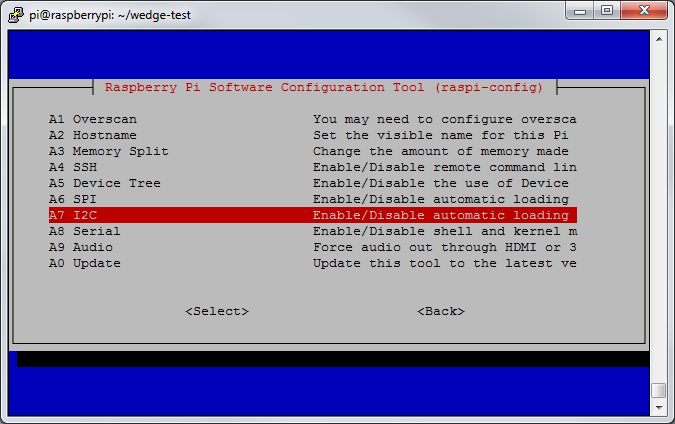 pi@raspberrypi: ~/wedge-test
Raspberry Pi Software Configuration Tool (raspi-config)
A1 Overscan You may need to configure oversca
A2 Hostname Set the visible name for this Pi
A3 Memory Split Change the amount of memory made
A4 SSH Enable/Disable remote command lin
A5 Device Tree Enable/Disable the use of Device
A6 SPI Enable/Disable automatic loading
A7 I2C Enable/Disable automatic loading
A8 Serial Enable/Disable shell and kernel m
A9 Audio Force audio out through HDMI or 3
A0 Update Update this tool to the latest ve
<Select> <Back>